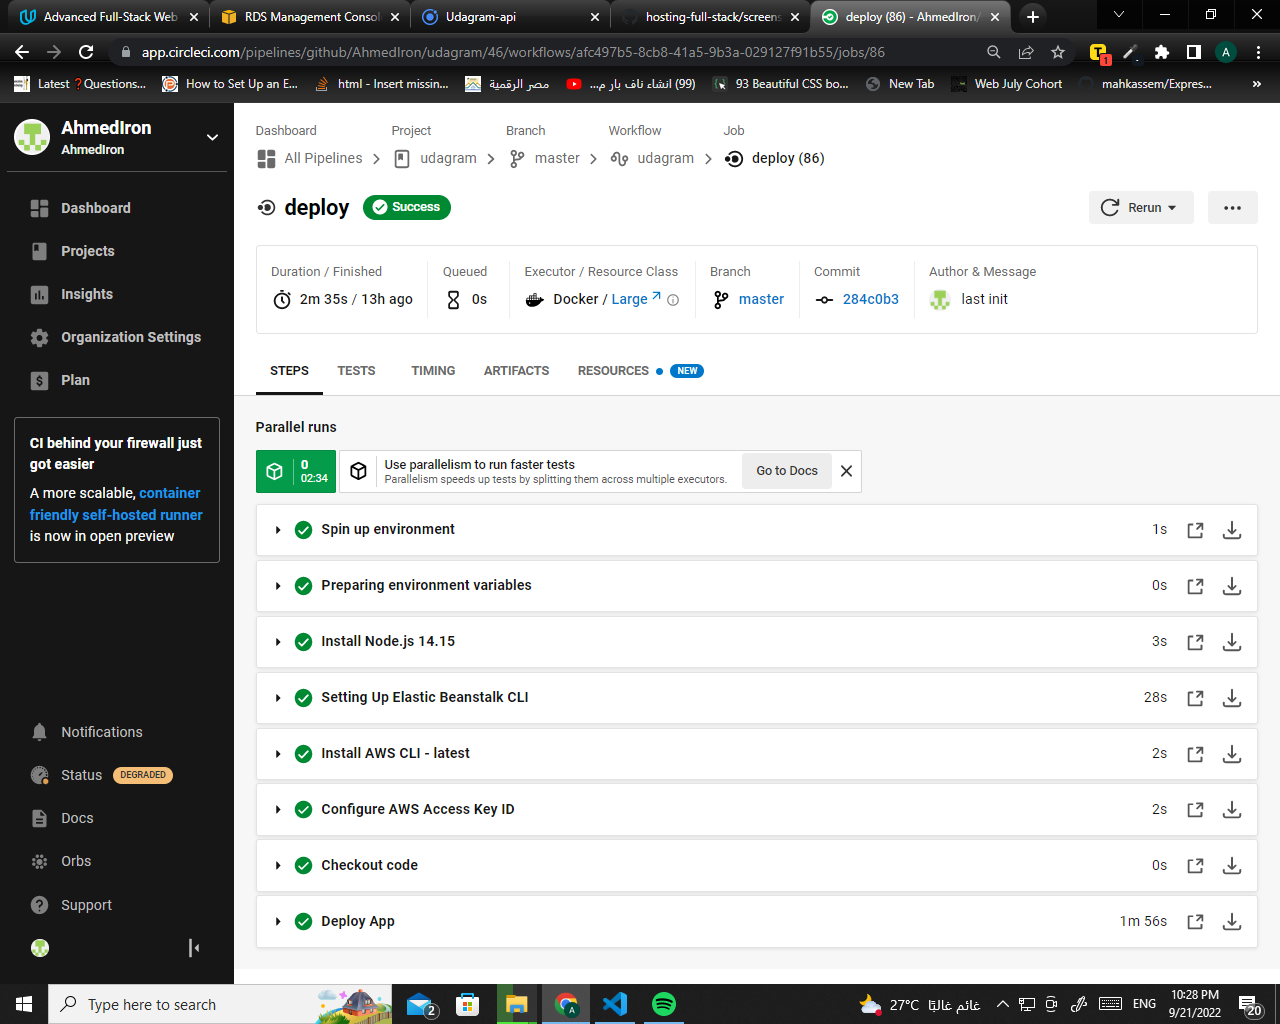 Advanced Full-Stack Web
RDS Management Consol
Udagram-api
hosting-full-stack/screens
deploy (86) - AhmedIron/
app.circleci.com/pipelines/github/AhmedIron/udagram/46/workflows/afc497b5-8cb8-41a5-9b3a-029127f91b55/jobs/86
1
A
Latest ❓Questions...
How to Set Up an E...
html - Insert missin...
مصر الرقمية
(99) انشاء ناف بار م...
93 Beautiful CSS bo...
New Tab
Web July Cohort
mahkassem/Expres...
»
AhmedIron
AhmedIron
Dashboard
Projects
Insights
Organization Settings
Plan
CI behind your firewall just
got easier
A more scalable, container
friendly self-hosted runner
is now in open preview
Notifications
Status DEGRADED
Docs
Orbs
Support
Dashboard Project Branch Workflow Job
All Pipelines udagram master udagram deploy (86)
deploy Success
Rerun
Duration / Finished Queued Executor / Resource Class Branch Commit Author & Message
2m 35s / 13h ago 0s Docker / Large master 284c0b3 last init
STEPS TESTS TIMING ARTIFACTS RESOURCES NEW
Parallel runs
0
02:34
Use parallelism to run faster tests
Parallelism speeds up tests by splitting them across multiple executors.
Go to Docs
Spin up environment 1s
Preparing environment variables 0s
Install Node.js 14.15 3s
Setting Up Elastic Beanstalk CLI 28s
Install AWS CLI - latest 2s
Configure AWS Access Key ID 2s
Checkout code 0s
Deploy App 1m 56s
Type here to search
2
A
27°C غائم غالبًا
ENG
10:28 PM
9/21/2022
20